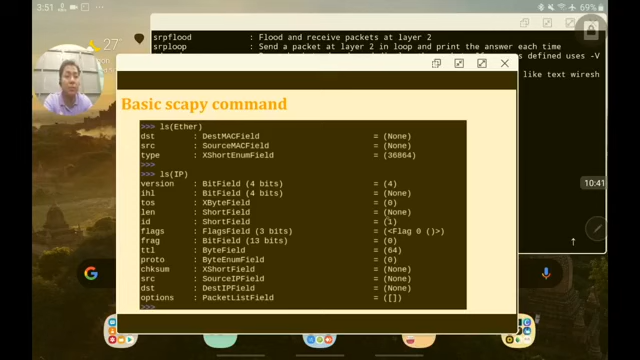 3:51
69%
27°
srpflood : Flood and receive packets at layer 2
srploop : Send a packet at layer 2 in loop and print the answer each time
defined uses -V
like text wiresh
Basic scapy command
>>> ls(Ether)
dst : DestMACField = (None)
src : SourceMACField = (None)
type : XShortEnumField = (36864)
>>>
>>> ls(IP)
version : BitField (4 bits) = (4)
ihl : BitField (4 bits) = (None)
tos : XByteField = (0)
len : ShortField = (None)
id : ShortField = (1)
flags : FlagsField (3 bits) = (<Flag 0 ()>)
frag : BitField (13 bits) = (0)
ttl : ByteField = (64)
proto : ByteEnumField = (0)
chksum : XShortField = (None)
src : SourceIPField = (None)
dst : DestIPField = (None)
options : PacketListField = ([])
>>>
10:41
G